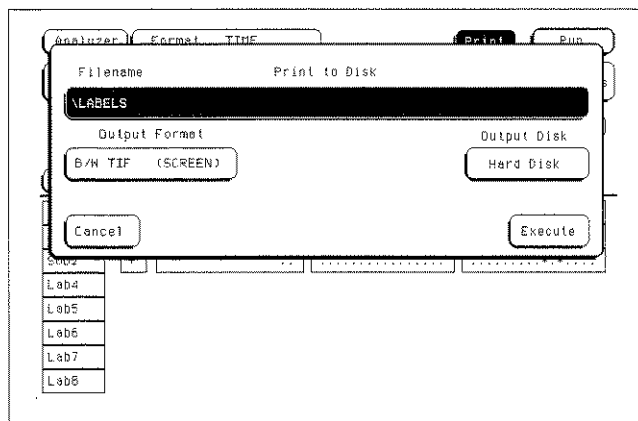 Analyzer Format TIME Print Run
Filename Print to Disk
\LABELS
Output Format Output Disk
B/W TIF (SCREEN) Hard Disk
Cancel Execute
Lab4
Lab5
Lab6
Lab7
Lab8